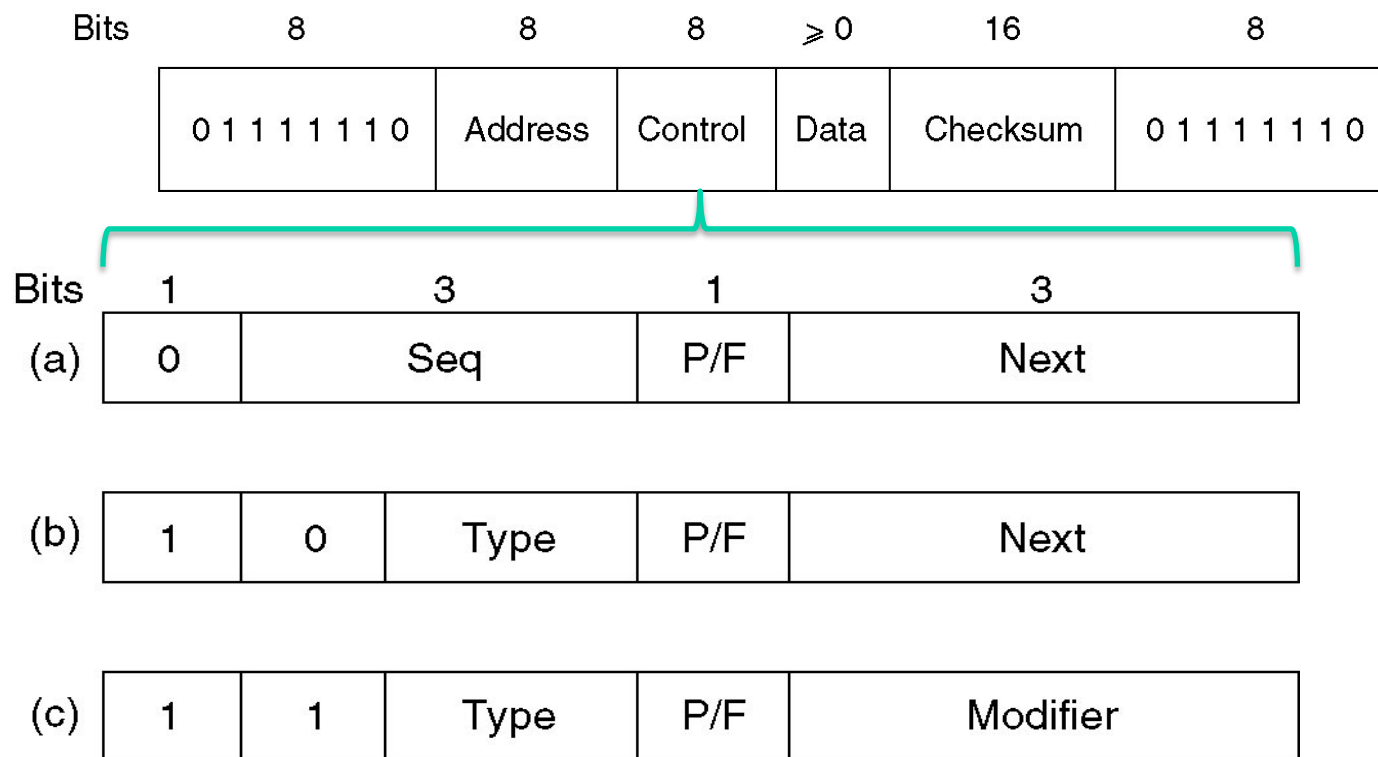 Bits 8 8 8 ⩾ 0 16 8
0 1 1 1 1 1 1 0 Address Control Data Checksum 0 1 1 1 1 1 1 0
Bits 1 3 1 3
(a) 0 Seq P/F Next
(b) 1 0 Type P/F Next
(c) 1 1 Type P/F Modifier